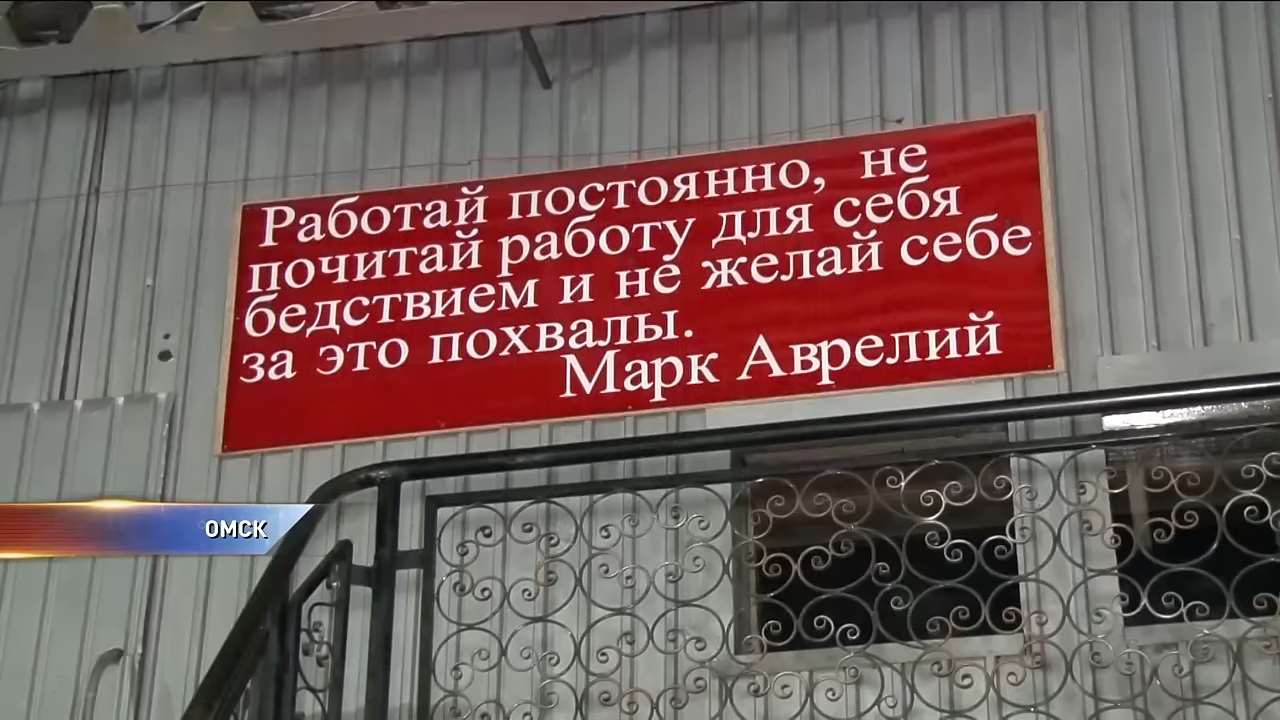 Работай постоянно, не
почитай работу для себя
бедствием и не желай себе
за это похвалы.
Марк Аврелий
ОМСК